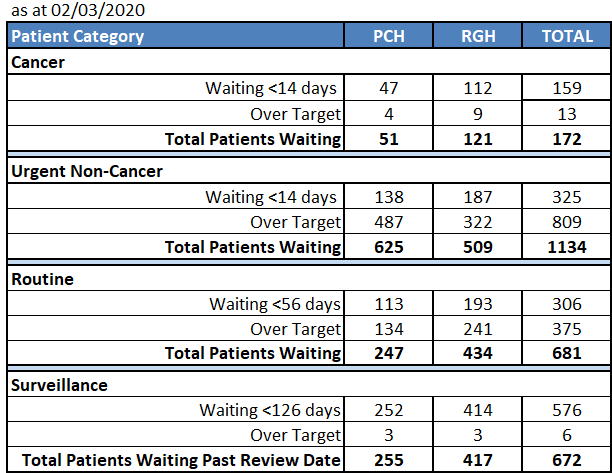 as at 02/03/2020
Patient Category PCH RGH TOTAL
Cancer
Waiting <14 days 47 112 159
Over Target 4 9 13
Total Patients Waiting 51 121 172
Urgent Non-Cancer
Waiting <14 days 138 187 325
Over Target 487 322 809
Total Patients Waiting 625 509 1134
Routine
Waiting <56 days 113 193 306
Over Target 134 241 375
Total Patients Waiting 247 434 681
Surveillance
Waiting <126 days 252 414 576
Over Target 3 3 6
Total Patients Waiting Past Review Date 255 417 672